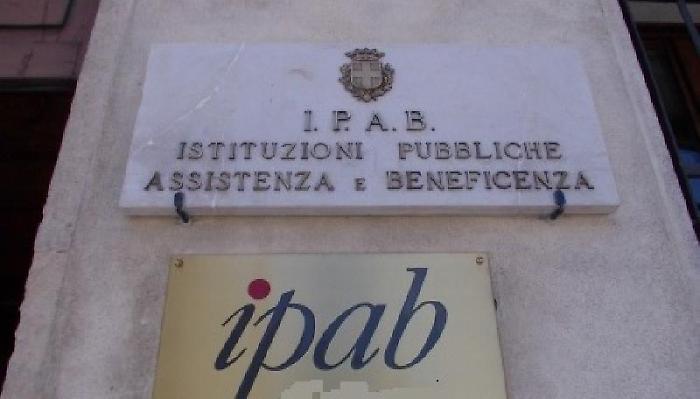 I. P. A. B.
ISTITUZIONI PUBBLICHE
ASSISTENZA E BENEFICENZA
ipab